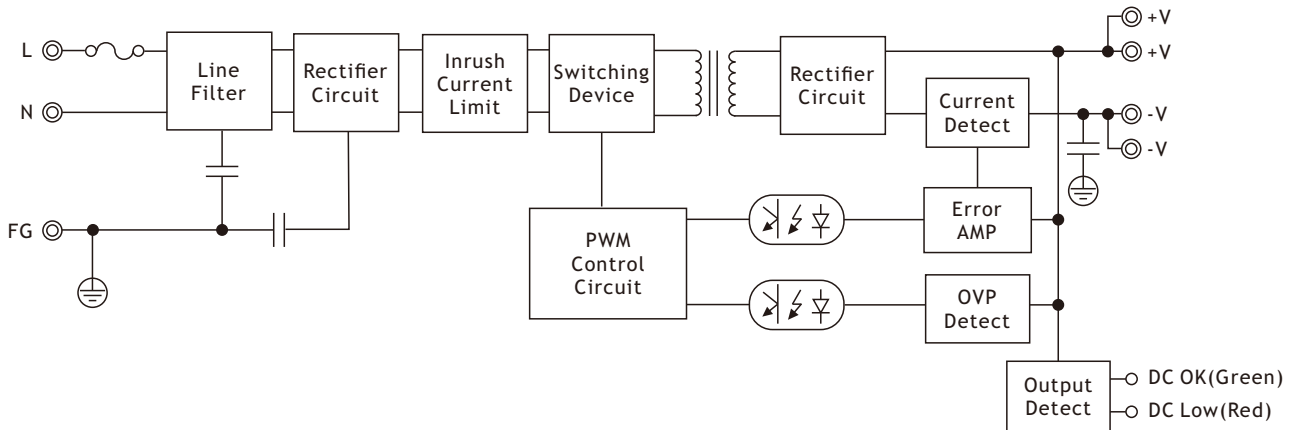 +V
L
+V
Line
Filter
Rectifier
Circuit
Inrush
Current
Limit
Switching
Device
Rectifier
Circuit
Current
Detect
N
-V
-V
FG
PWM
Control
Circuit
Error
AMP
OVP
Detect
Output
Detect
DC OK(Green)
DC Low(Red)